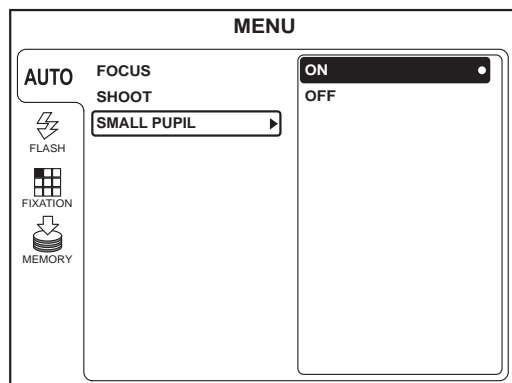 MENU
AUTO
FLASH
FIXATION
MEMORY
FOCUS
SHOOT
SMALL PUPIL
ON
OFF